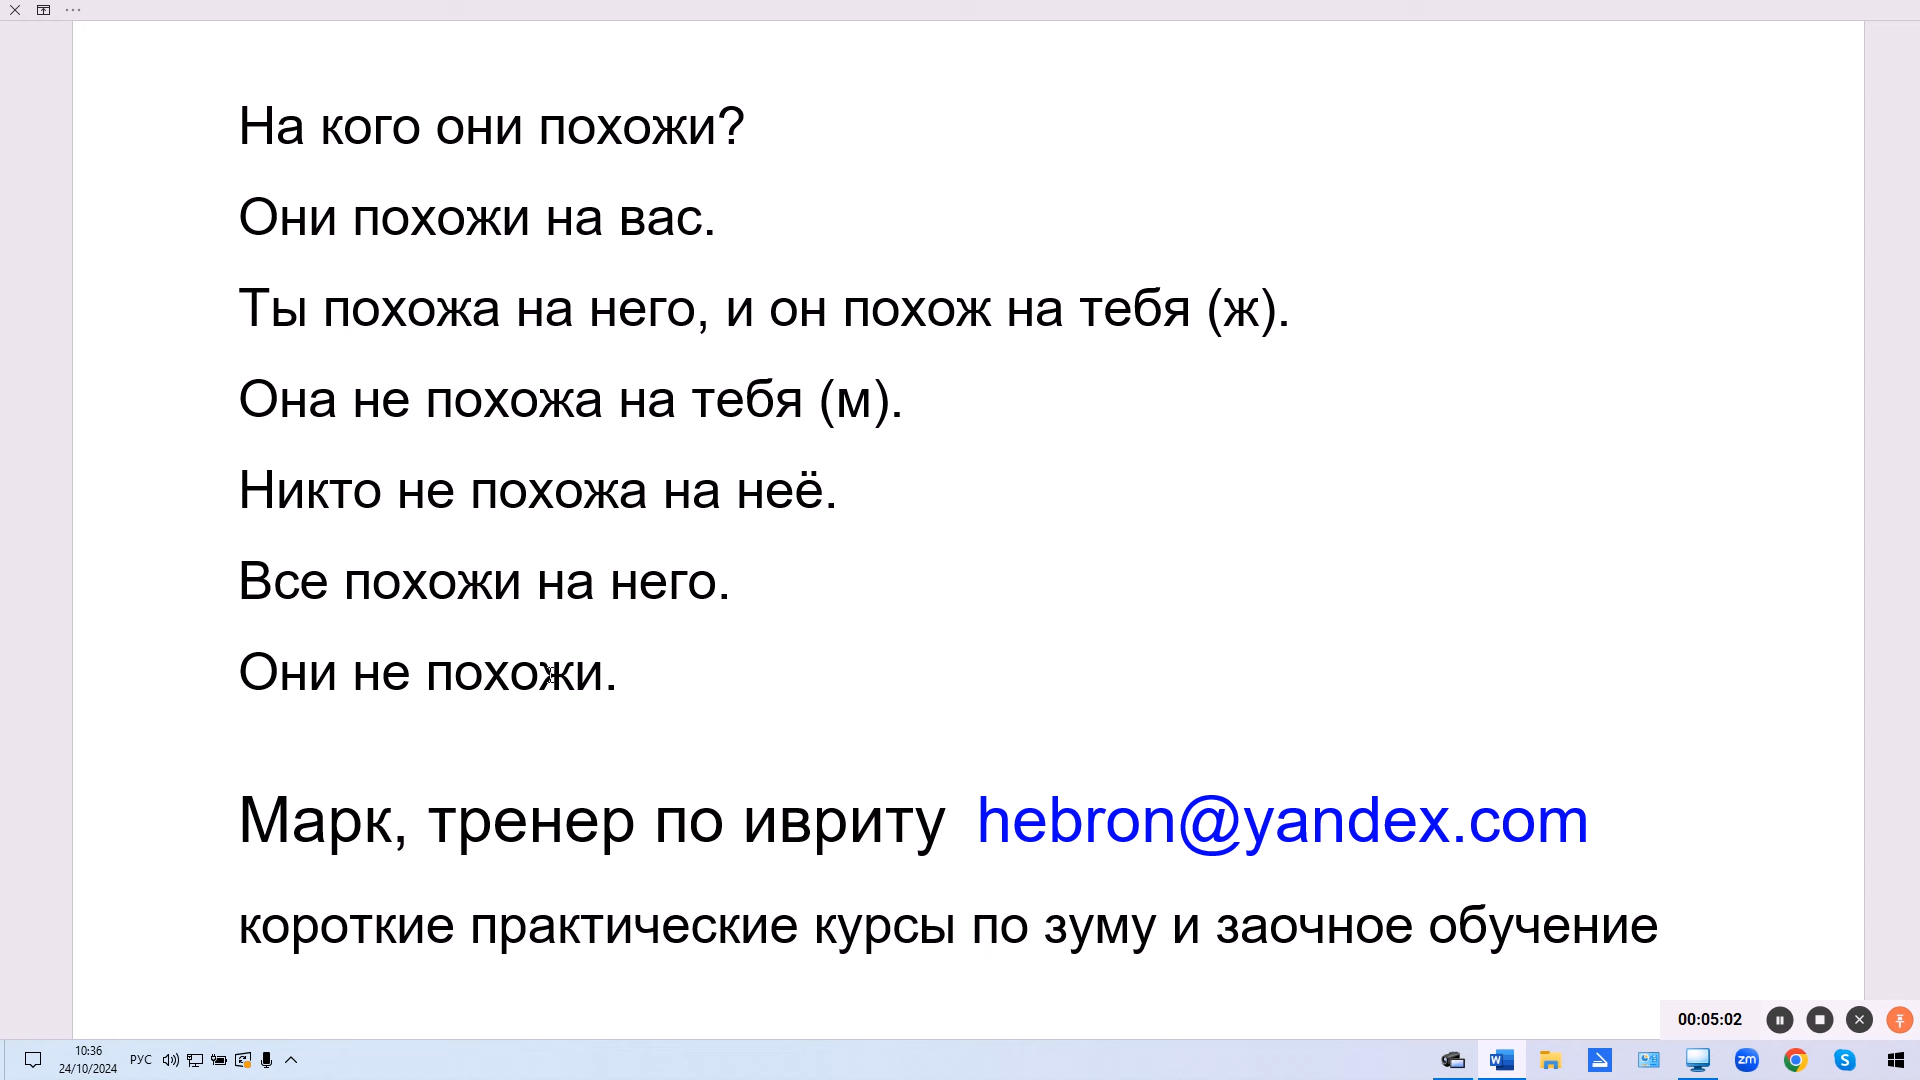 На кого они похожи?
Они похожи на вас.
Ты похожа на него, и он похож на тебя (ж).
Она не похожа на тебя (м).
Никто не похожа на неё.
Все похожи на него.
Они не похожи.
Марк, тренер по ивриту hebron@yandex.com
короткие практические курсы по зуму и заочное обучение
00:05:02
10:36
24/10/2024
РУС
W
zm
S